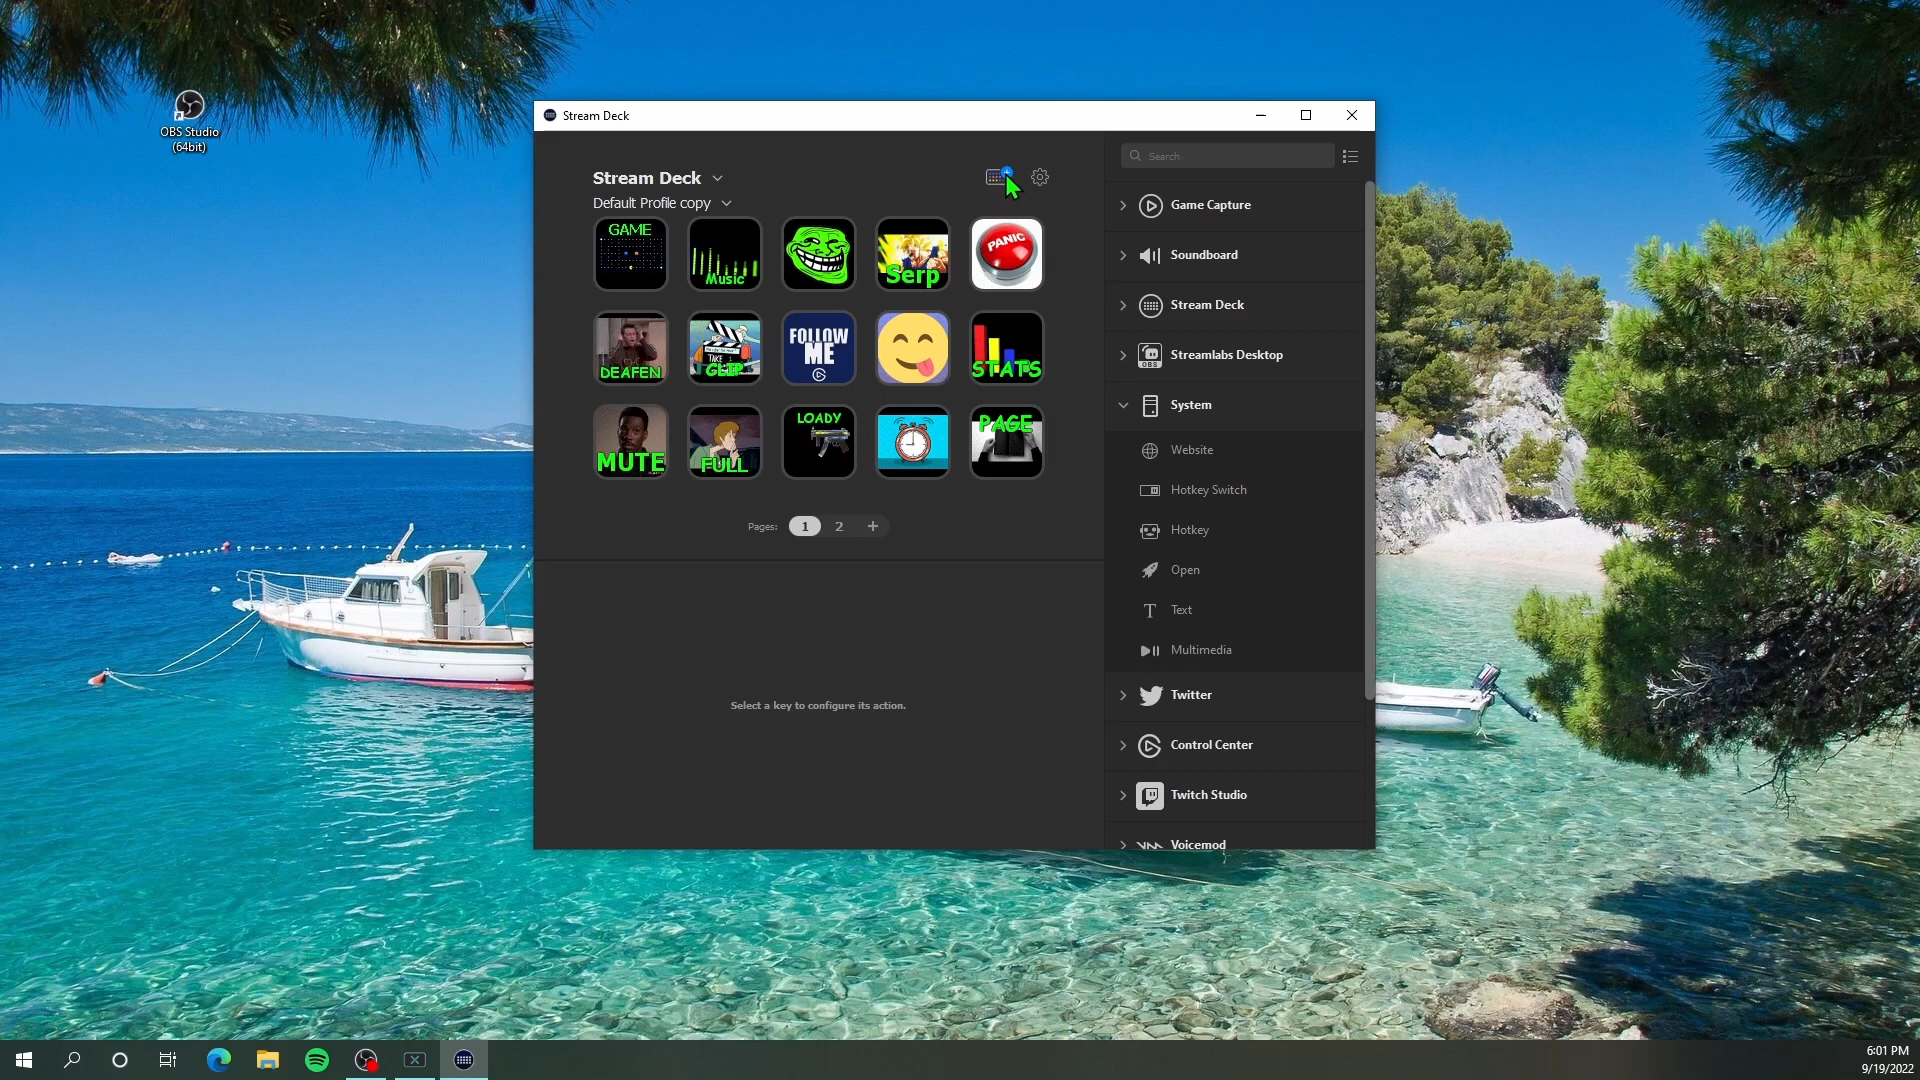 OBS Studio
(64bit)
Stream Deck
Stream Deck
Default Profile copy
GAME
Music
Serp
PANIC
DEAFEN
TAKE
CLIP
FOLLOW
ME
STATS
MUTE
FULL
LOADY
PAGE
Pages:
1
2
+
Select a key to configure its action.
Search
Game Capture
Soundboard
Stream Deck
OBS
Streamlabs Desktop
System
Website
Hotkey Switch
Hotkey
Open
Text
Multimedia
Twitter
Control Center
Twitch Studio
Voicemod
6:01 PM
9/19/2022